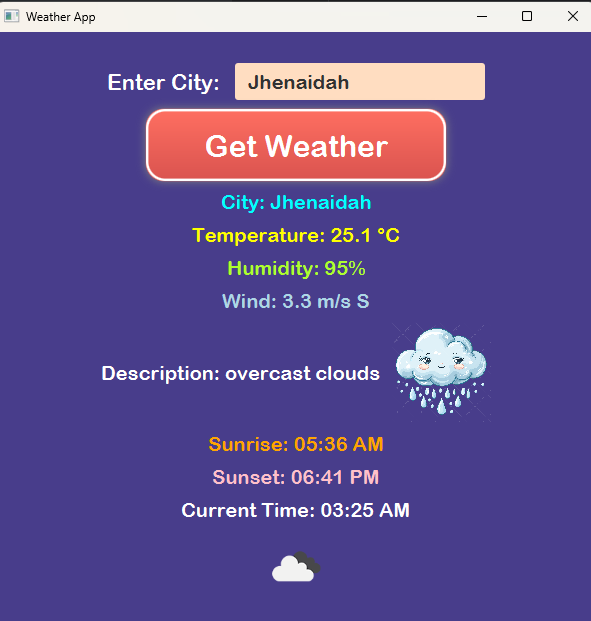 Weather App
Enter City: Jhenaidah
Get Weather
City: Jhenaidah
Temperature: 25.1 °C
Humidity: 95%
Wind: 3.3 m/s S
Description: overcast clouds
Sunrise: 05:36 AM
Sunset: 06:41 PM
Current Time: 03:25 AM